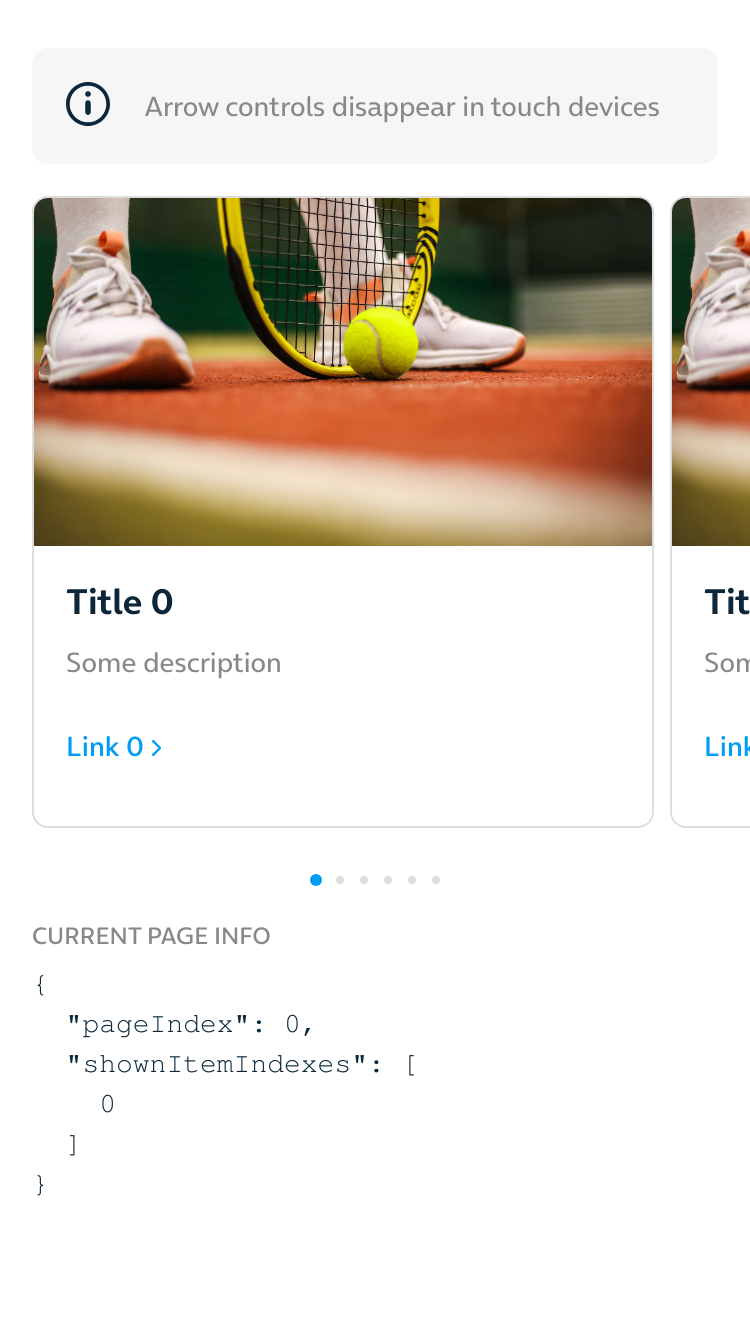 Arrow controls disappear in touch devices
Title 0
Some description
Link 0
Tit
Som
Link
CURRENT PAGE INFO
{
"pageIndex": 0,
"shownItemIndexes": [
0
]
}